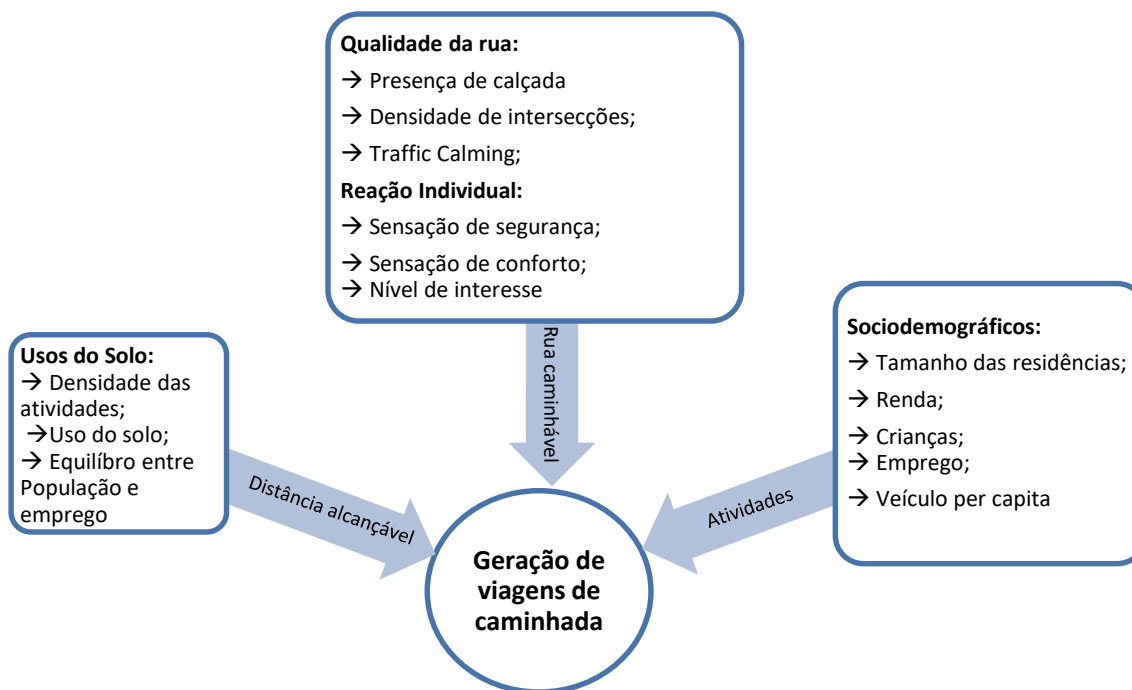 Qualidade da rua:
→ Presença de calçada
→ Densidade de intersecções;
→ Traffic Calming;
Reação Individual:
→ Sensação de segurança;
→ Sensação de conforto;
→ Nível de interesse
Rua caminhável
Usos do Solo:
→ Densidade das
atividades;
→Uso do solo;
→ Equilíbro entre
População e
emprego
Distância alcançável
Sociodemográficos:
→ Tamanho das residências;
→ Renda;
→ Crianças;
→ Emprego;
→ Veículo per capita
Atividades
Geração de
viagens de
caminhada